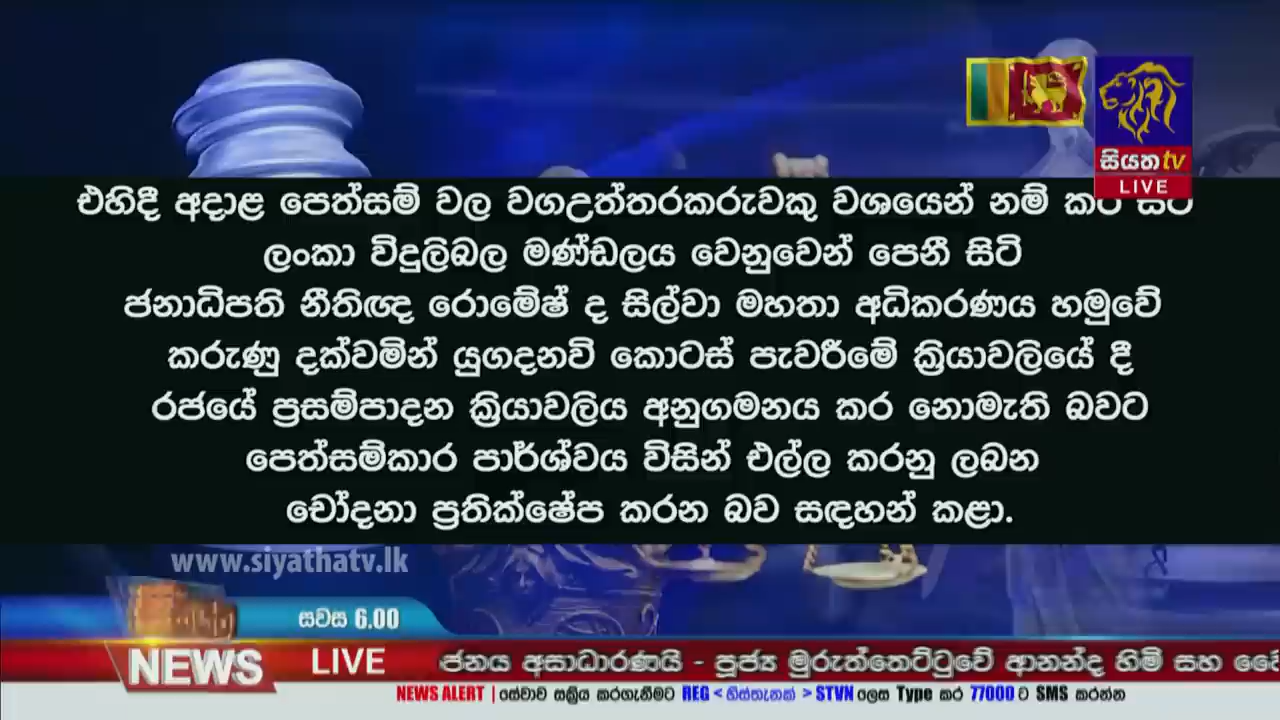 සියත tv
LIVE
එහිදී අදාළ පෙත්සම් වල වගඋත්තරකරුවකු වශයෙන් නම් කර සිටි
ලංකා විදුලිබල මණ්ඩලය වෙනුවෙන් පෙනී සිටි
ජනාධිපති නීතිඥ රොමේෂ් ද සිල්වා මහතා අධිකරණය හමුවේ
කරුණු දක්වමින් යුගදනවි කොටස් පැවරීමේ ක්‍රියාවලියේ දී
රජයේ ප්‍රසම්පාදන ක්‍රියාවලිය අනුගමනය කර නොමැති බවට
පෙත්සම්කාර පාර්ශ්වය විසින් එල්ල කරනු ලබන
චෝදනා ප්‍රතික්ෂේප කරන බව සඳහන් කළා.
www.siyathatv.lk
සවස 6.00
NEWS LIVE ජනය අසාධාරණයි - පූජ්‍ය මුරුත්තෙට්ටුවේ ආනන්ද හිමි සහ
NEWS ALERT | සේවාව සක්‍රිය කරගැනීමට REG < හිස්තැනක් > STVN ලෙස Type කර 77000 ට SMS කරන්න